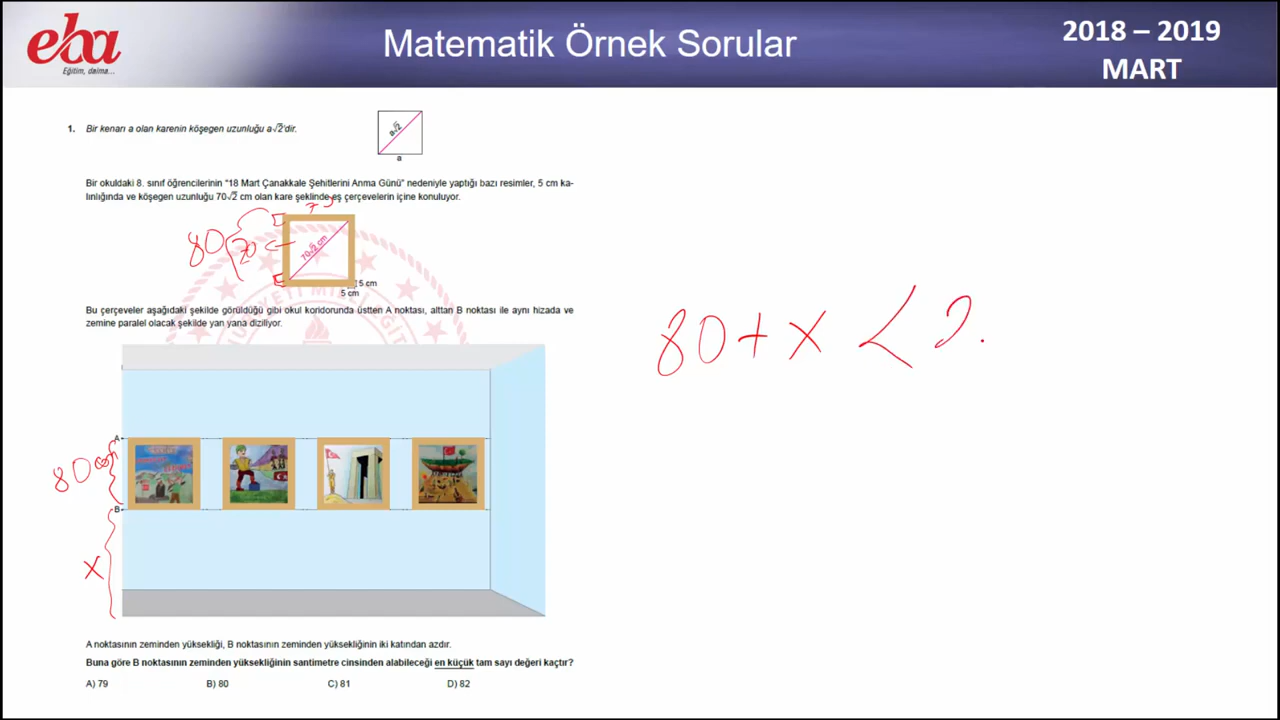 eba
Eğitim, daima...
Matematik Örnek Sorular
2018 – 2019
MART
1. Bir kenarı a olan karenin köşegen uzunluğu a√2'dir.
a√2
a
Bir okuldaki 8. sınıf öğrencilerinin "18 Mart Çanakkale Şehitlerini Anma Günü" nedeniyle yaptığı bazı resimler, 5 cm ka-
lınlığında ve köşegen uzunluğu 70√2 cm olan kare şeklinde eş çerçevelerin içine konuluyor.
80
70
70√2 cm
5 cm
5 cm
Bu çerçeveler aşağıdaki şekilde görüldüğü gibi okul koridorunda üstten A noktası, alttan B noktası ile aynı hizada ve
zemine paralel olacak şekilde yan yana diziliyor.
80 + x < 2.
A
80 cm
B
x
A noktasının zeminden yüksekliği, B noktasının zeminden yüksekliğinin iki katından azdır.
Buna göre B noktasının zeminden yüksekliğinin santimetre cinsinden alabileceği en küçük tam sayı değeri kaçtır?
A) 79 B) 80 C) 81 D) 82